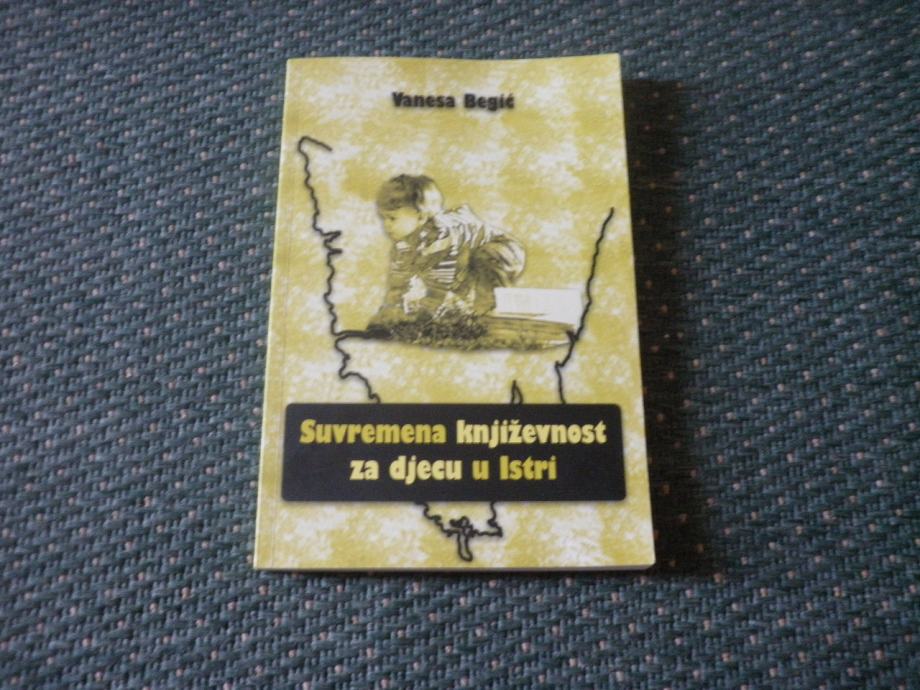 Vanesa Begić
Suvremena književnost
za djecu u Istri